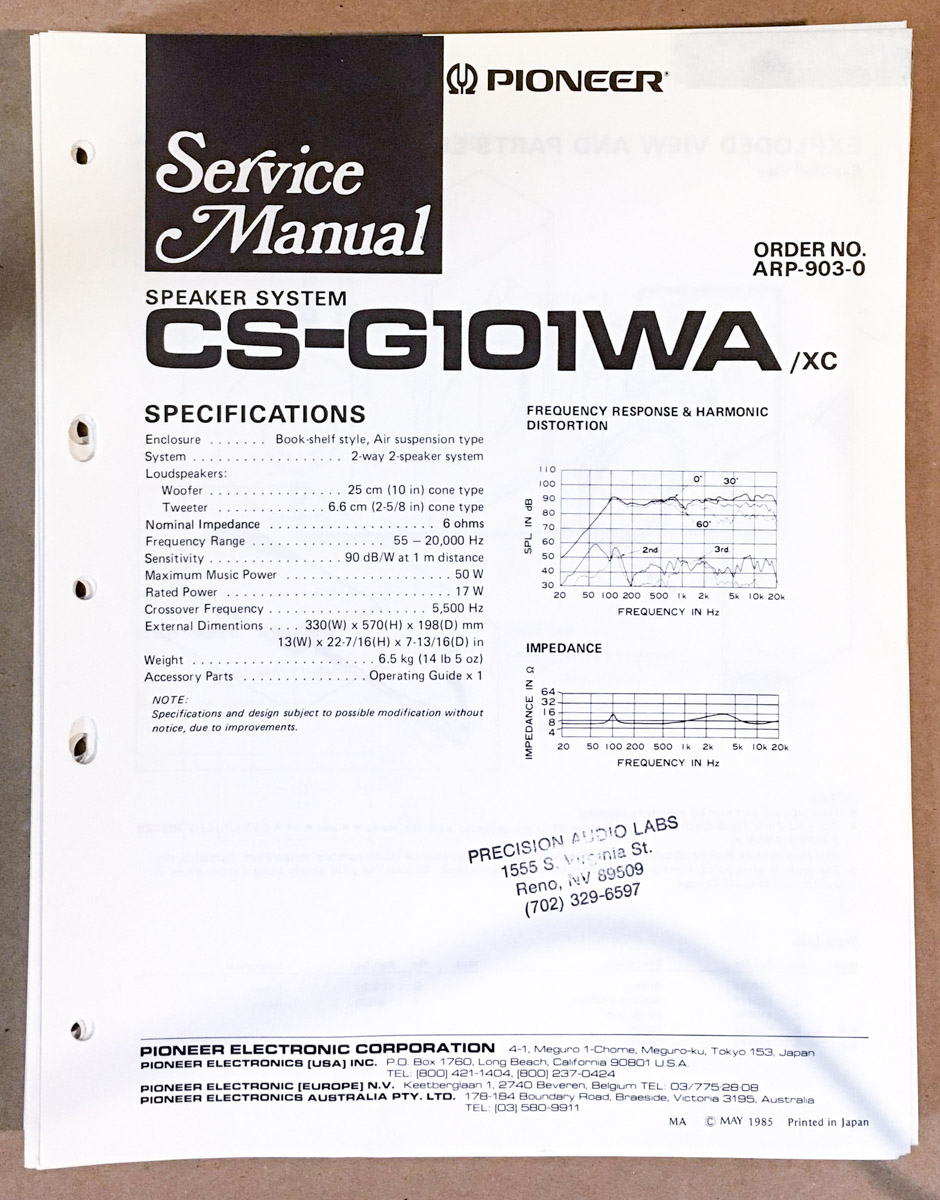 PIONEER®
Service
Manual
ORDER NO.
ARP-903-0
SPEAKER SYSTEM
CS-G101WA /XC
SPECIFICATIONS
Enclosure . . . . . . . Book-shelf style, Air suspension type
System . . . . . . . . . . . . . . . . . . 2-way 2-speaker system
Loudspeakers:
Woofer . . . . . . . . . . . . . . . . 25 cm (10 in) cone type
Tweeter . . . . . . . . . . . . . . 6.6 cm (2-5/8 in) cone type
Nominal Impedance . . . . . . . . . . . . . . . . . . . . . . 6 ohms
Frequency Range . . . . . . . . . . . . . . . . 55 – 20,000 Hz
Sensitivity . . . . . . . . . . . . . . . . . 90 dB/W at 1 m distance
Maximum Music Power . . . . . . . . . . . . . . . . . . . . . 50 W
Rated Power . . . . . . . . . . . . . . . . . . . . . . . . . . . . 17 W
Crossover Frequency . . . . . . . . . . . . . . . . . . . . 5,500 Hz
External Dimentions . . . . 330(W) x 570(H) x 198(D) mm
13(W) x 22-7/16(H) x 7-13/16(D) in
Weight . . . . . . . . . . . . . . . . . . . . . . 6.5 kg (14 lb 5 oz)
Accessory Parts . . . . . . . . . . . . . . Operating Guide x 1
NOTE:
Specifications and design subject to possible modification without
notice, due to improvements.
FREQUENCY RESPONSE & HARMONIC
DISTORTION
SPL IN dB
110
100
90
80
70
60
50
40
30
0°
30°
60°
2nd
3rd
20 50 100 200 500 1k 2k 5k 10k 20k
FREQUENCY IN Hz
IMPEDANCE
IMPEDANCE IN Ω
64
32
16
8
4
20 50 100 200 500 1k 2k 5k 10k 20k
FREQUENCY IN Hz
PRECISION AUDIO LABS
1555 S. Virginia St.
Reno, NV 89509
(702) 329-6597
PIONEER ELECTRONIC CORPORATION 4-1, Meguro 1-Chome, Meguro-ku, Tokyo 153, Japan
PIONEER ELECTRONICS [USA] INC. P.O. Box 1760, Long Beach, California 90801 U.S.A.
TEL: [800] 421-1404, [800] 237-0424
PIONEER ELECTRONIC [EUROPE] N.V. Keetberglaan 1, 2740 Beveren, Belgium TEL: 03/775·28·08
PIONEER ELECTRONICS AUSTRALIA PTY. LTD. 178-184 Boundary Road, Braeside, Victoria 3195, Australia
TEL: [03] 580-9911
MA © MAY 1985 Printed in Japan